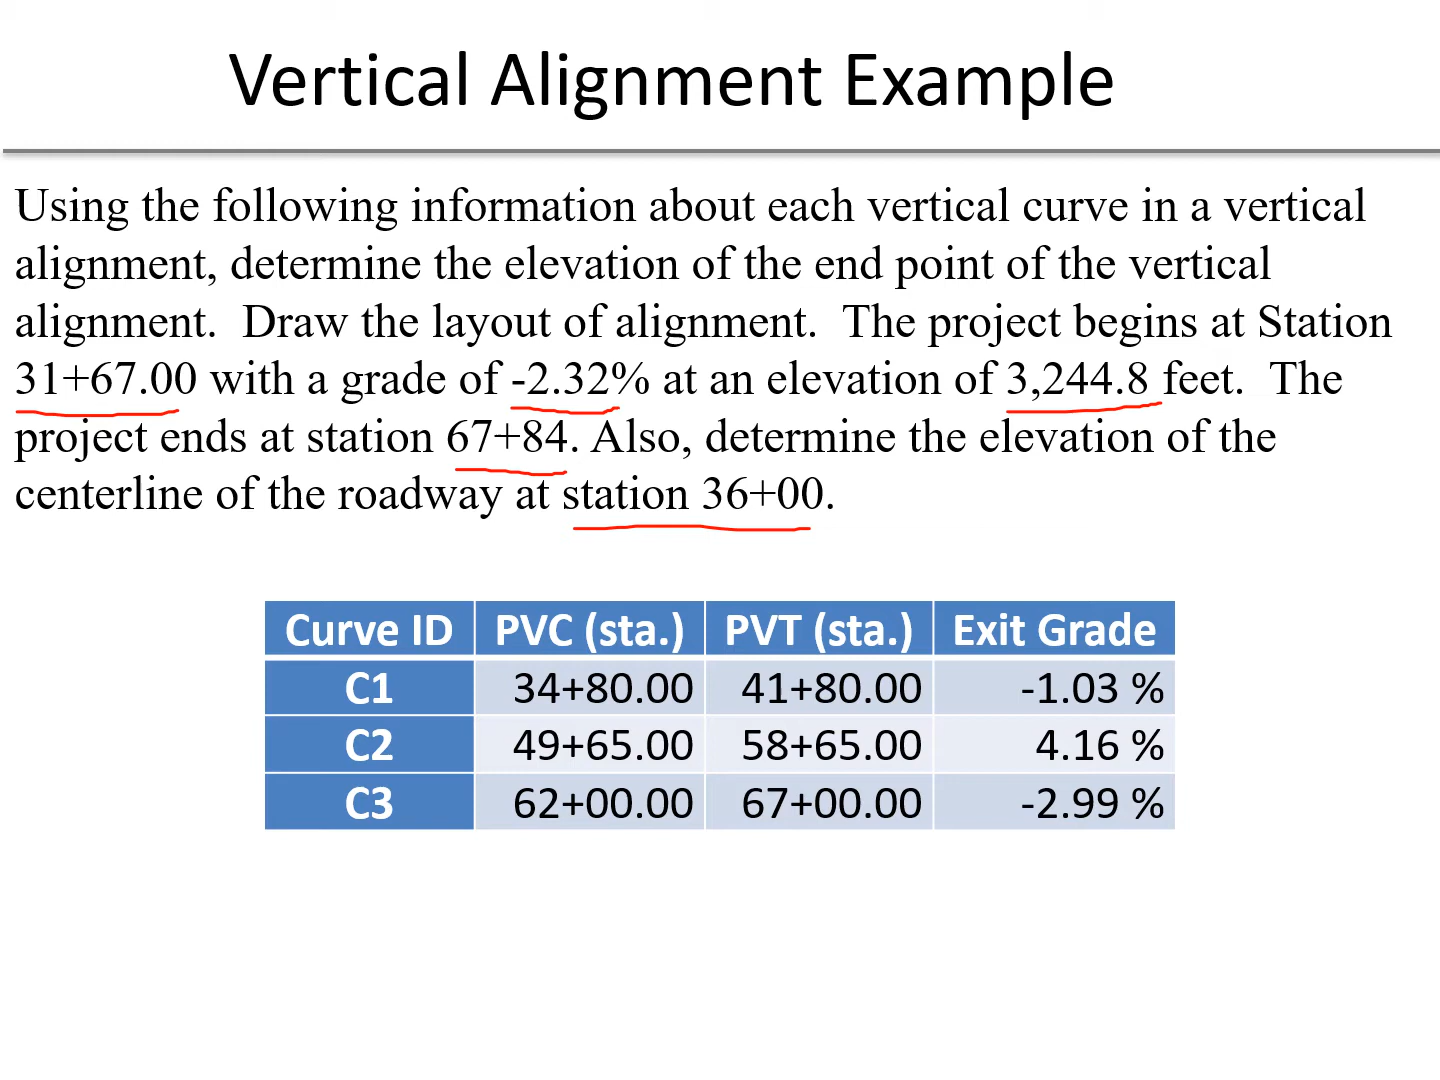 Vertical Alignment Example
Using the following information about each vertical curve in a vertical
alignment, determine the elevation of the end point of the vertical
alignment.  Draw the layout of alignment.  The project begins at Station
31+67.00 with a grade of -2.32% at an elevation of 3,244.8 feet.  The
project ends at station 67+84. Also, determine the elevation of the
centerline of the roadway at station 36+00.
Curve ID PVC (sta.) PVT (sta.) Exit Grade
C1 34+80.00 41+80.00 -1.03 %
C2 49+65.00 58+65.00 4.16 %
C3 62+00.00 67+00.00 -2.99 %